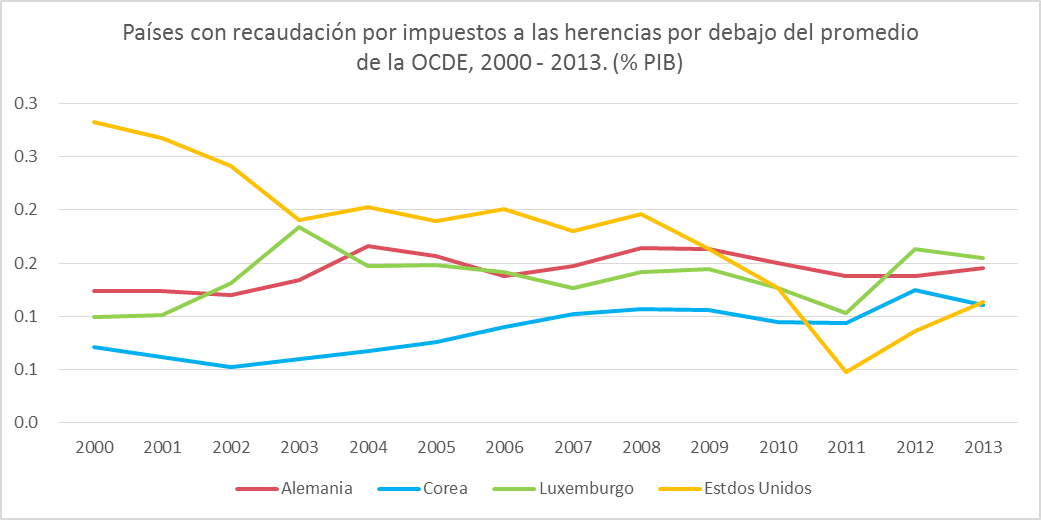 Países con recaudación por impuestos a las herencias por debajo del promedio
de la OCDE, 2000 - 2013. (% PIB)
0.3
0.3
0.2
0.2
0.1
0.1
0.0
2000 2001 2002 2003 2004 2005 2006 2007 2008 2009 2010 2011 2012 2013
Alemania Corea Luxemburgo Estdos Unidos